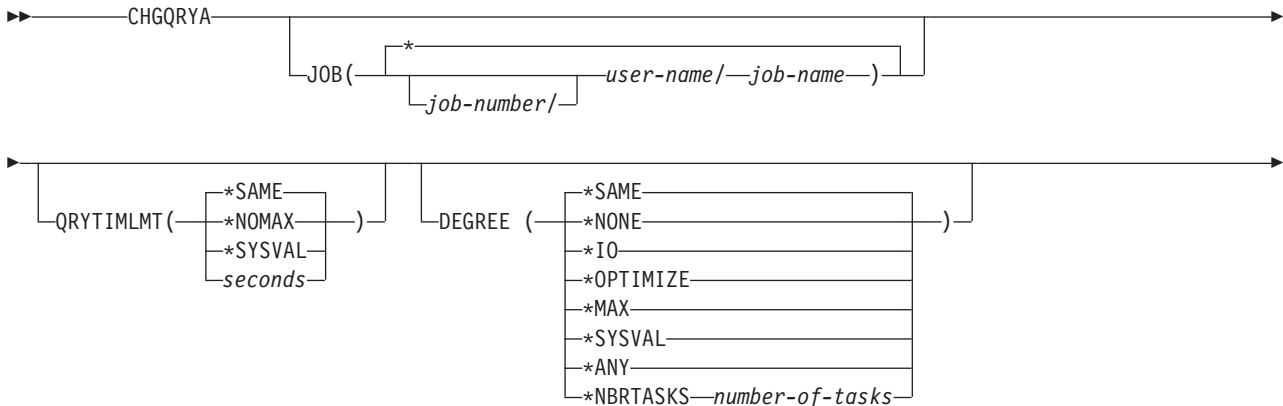 CHGQRYA
*
JOB( user-name/ job-name )
job-number/
*SAME
QRYTIMLMT( *NOMAX )
*SYSVAL
seconds
*SAME
DEGREE ( *NONE )
*IO
*OPTIMIZE
*MAX
*SYSVAL
*ANY
*NBRTASKS number-of-tasks